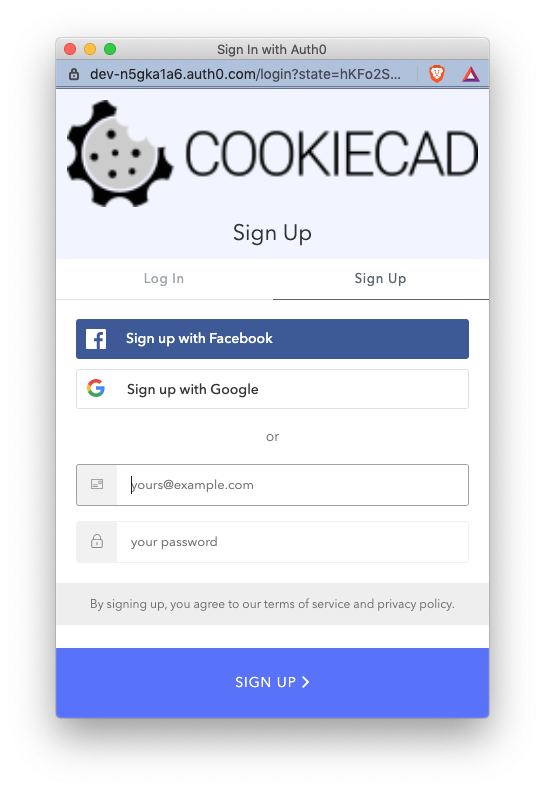 Sign In with Auth0
dev-n5gka1a6.auth0.com/login?state=hKFo2S...
COOKIECAD
Sign Up
Log In
Sign Up
Sign up with Facebook
Sign up with Google
or
yours@example.com
your password
By signing up, you agree to our terms of service and privacy policy.
SIGN UP